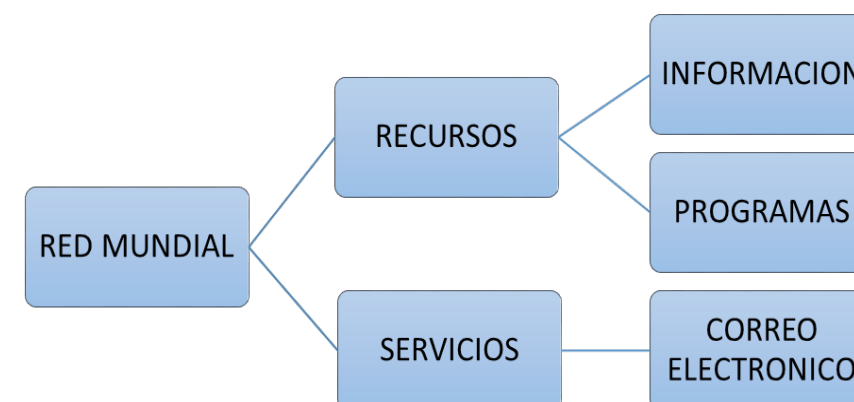 INFORMACION
RECURSOS
PROGRAMAS
RED MUNDIAL
SERVICIOS
CORREO
ELECTRONICO